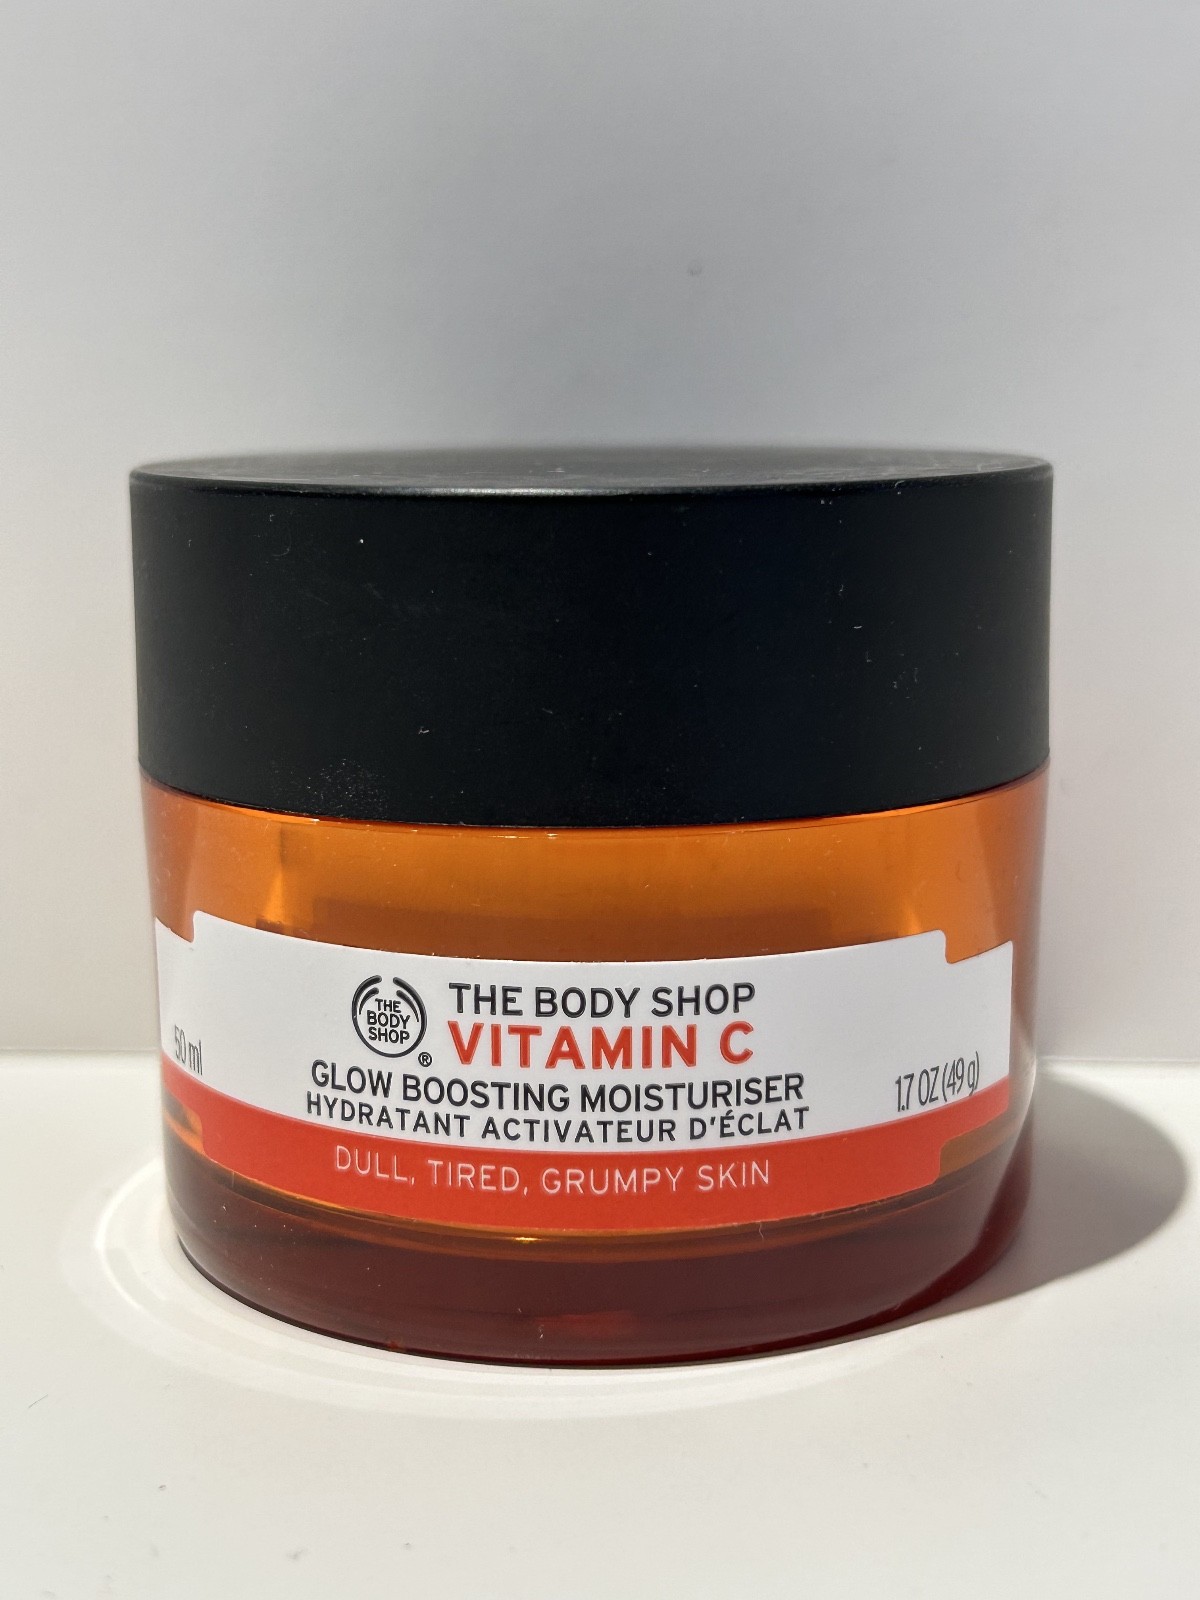 THE
BODY
SHOP
®
THE BODY SHOP
VITAMIN C
GLOW BOOSTING MOISTURISER
HYDRATANT ACTIVATEUR D'ÉCLAT
DULL, TIRED, GRUMPY SKIN
50 ml
1.7 OZ (49 g)